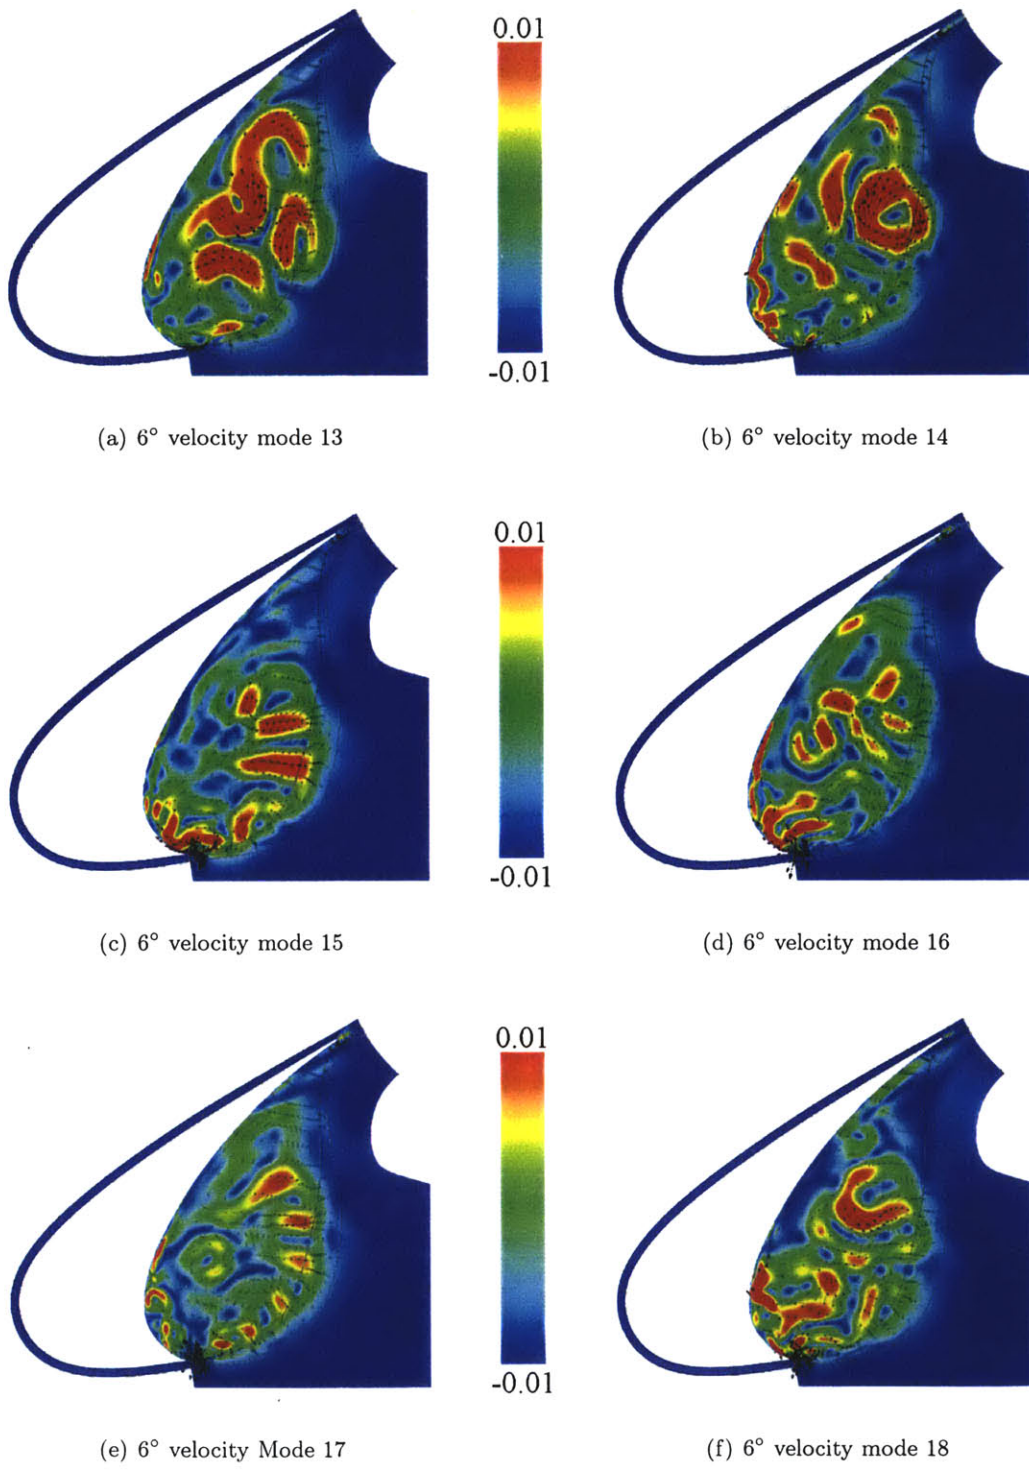 0.01
-0.01
(a) 6° velocity mode 13
(b) 6° velocity mode 14
0.01
-0.01
(c) 6° velocity mode 15
(d) 6° velocity mode 16
0.01
-0.01
(e) 6° velocity Mode 17
(f) 6° velocity mode 18